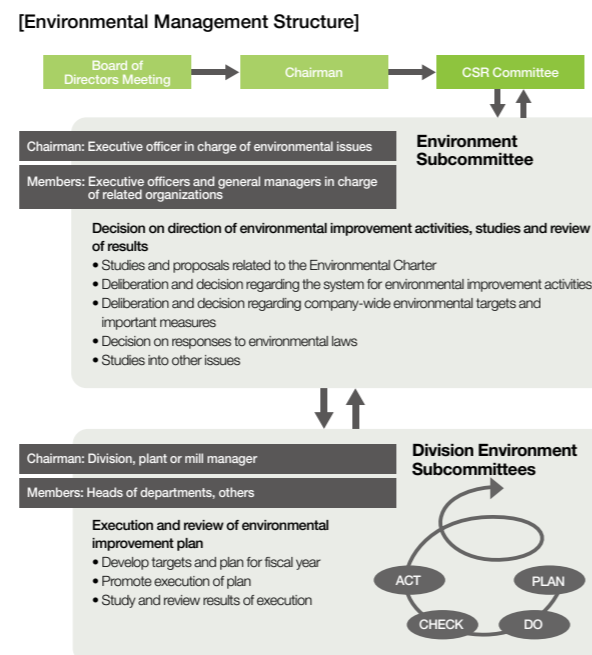 [Environmental Management Structure]
Board of
Directors Meeting
Chairman
CSR Committee
Environment
Subcommittee
Chairman: Executive officer in charge of environmental issues
Members: Executive officers and general managers in charge
of related organizations
Decision on direction of environmental improvement activities, studies and review
of results
• Studies and proposals related to the Environmental Charter
• Deliberation and decision regarding the system for environmental improvement activities
• Deliberation and decision regarding company-wide environmental targets and
important measures
• Decision on responses to environmental laws
• Studies into other issues
Division Environment
Subcommittees
Chairman: Division, plant or mill manager
Members: Heads of departments, others
Execution and review of environmental
improvement plan
• Develop targets and plan for fiscal year
• Promote execution of plan
• Study and review results of execution
ACT
PLAN
CHECK
DO